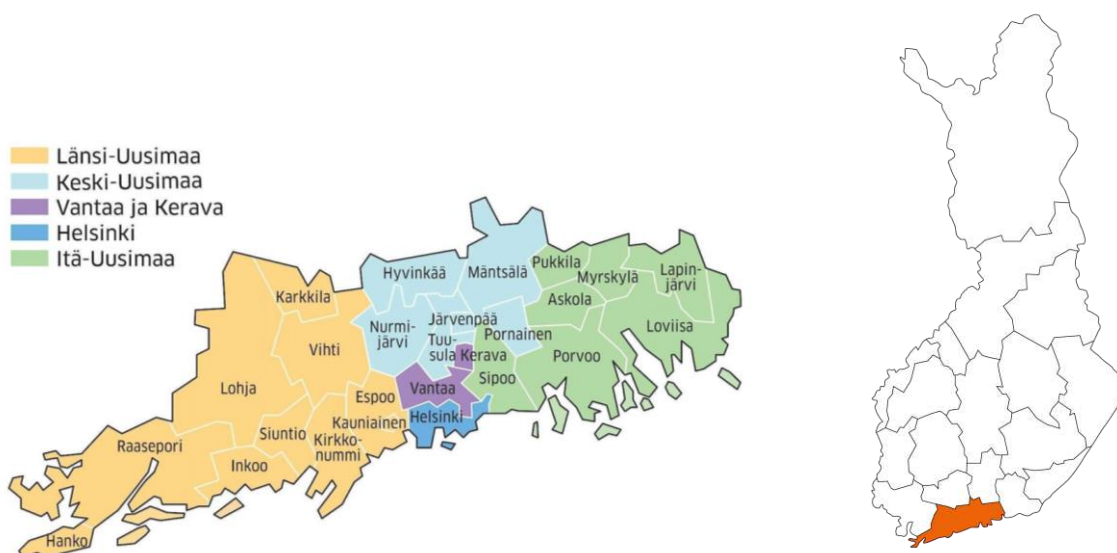 Länsi-Uusimaa
Keski-Uusimaa
Vantaa ja Kerava
Helsinki
Itä-Uusimaa
Hyvinkää
Mäntsälä
Pukkila
Myrskylä
Lapin-
järvi
Karkkila
Askola
Nurmi-
järvi
Järvenpää
Tuu-
sula
Pornainen
Loviisa
Vihti
Kerava
Porvoo
Lohja
Espoo
Vantaa
Sipoo
Kauniainen
Helsinki
Siuntio
Kirkko-
nummi
Raasepori
Inkoo
Hanko